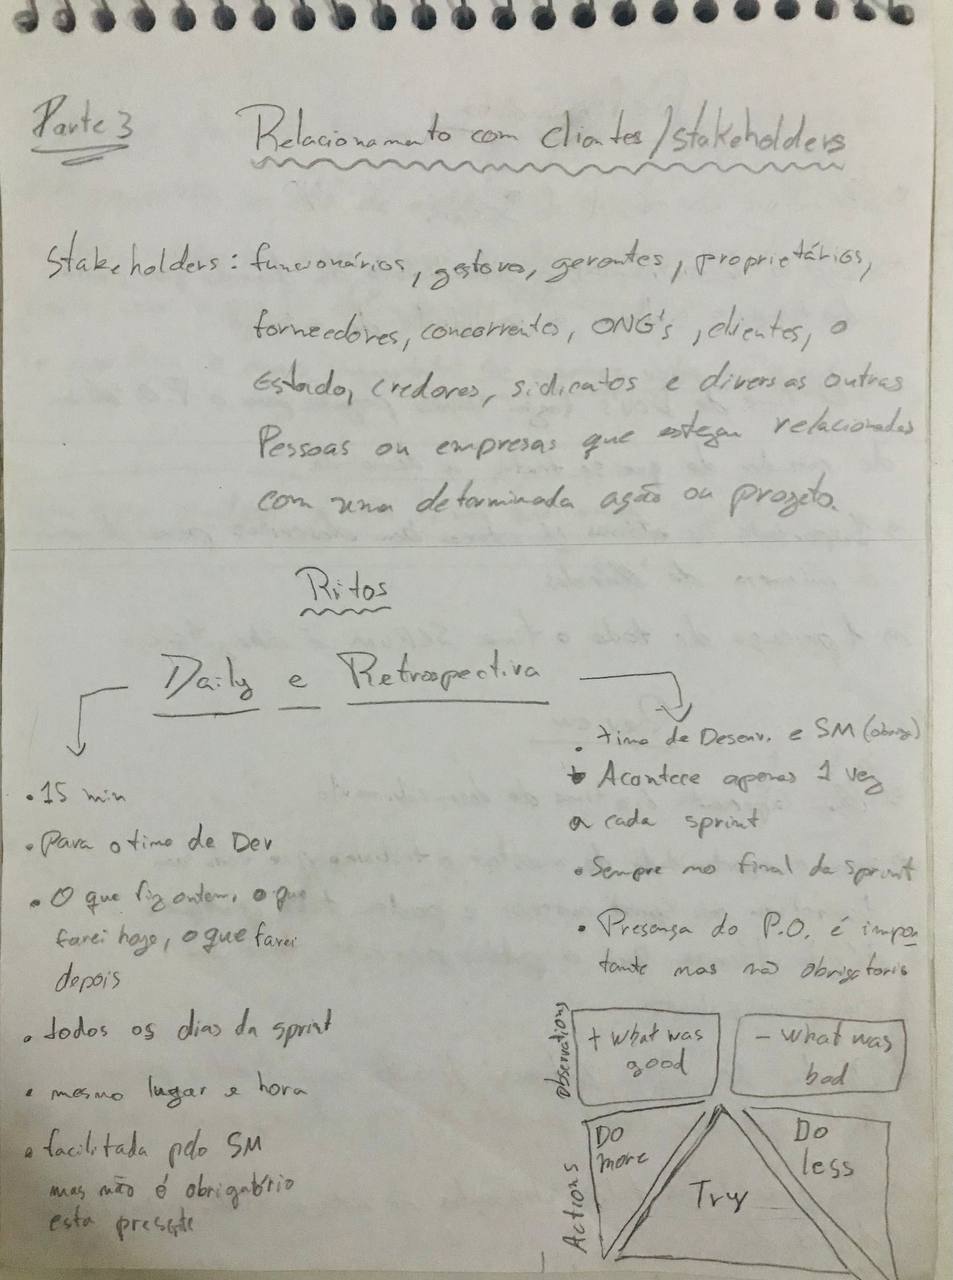 Parte 3
Relacionamento com clientes/stakeholders
Stakeholders: funcionários, gestores, gerentes, proprietários,
fornecedores, concorrentes, ONG's, clientes, o
Estado, credores, sidicatos e diversas outras
Pessoas ou empresas que estejam relacionadas
com uma determinada ação ou projeto.
Ritos
Daily e Retrospectiva
• 15 min
• Para o time de Dev
• O que fiz ontem, o que
farei hoje, o que farei
depois
• todos os dias da sprint
• mesmo lugar e hora
• facilitada pelo SM
mas não é obrigatório
esta presente
• time de Desenv. e SM (obrig)
• Acontece apenas 1 vez
a cada sprint
• Sempre no final da sprint
• Presença do P.O. é impor
tante mas não obrigatoris
Observations
+ what was
good
- what was
bad
Actions
Do
more
Try
Do
less